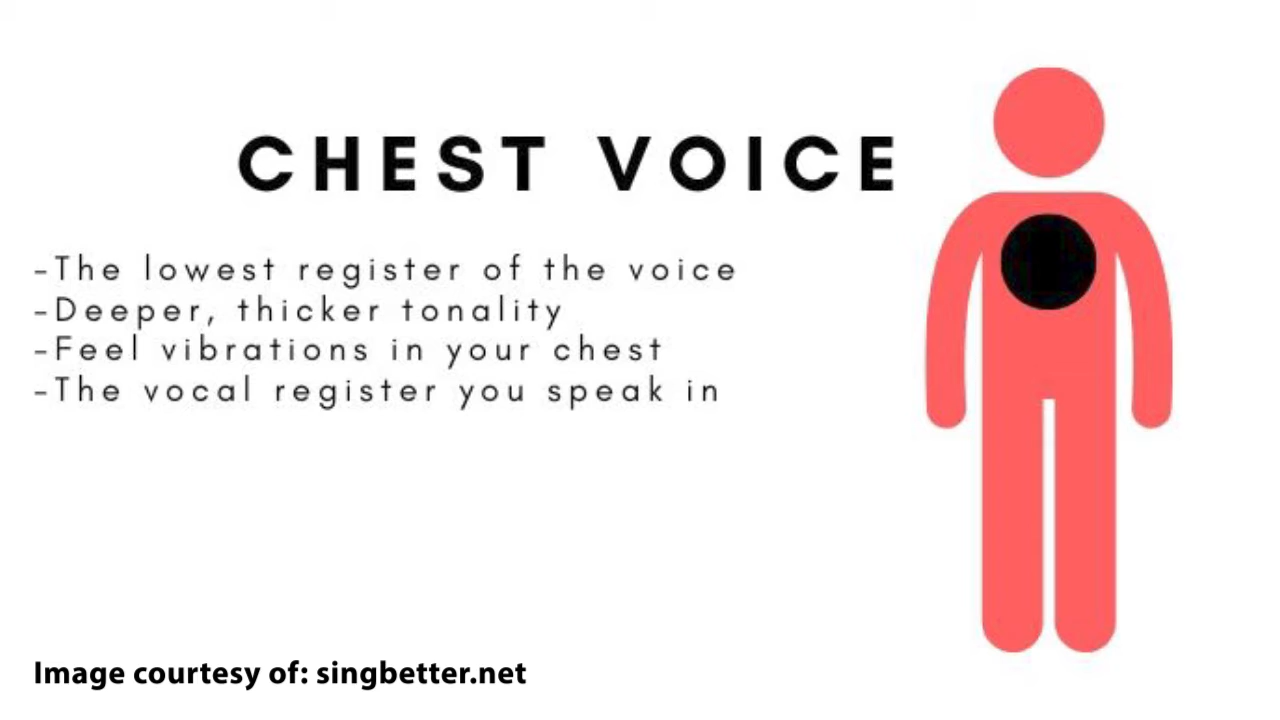 CHEST VOICE
-The lowest register of the voice
-Deeper, thicker tonality
-Feel vibrations in your chest
-The vocal register you speak in
Image courtesy of: singbetter.net